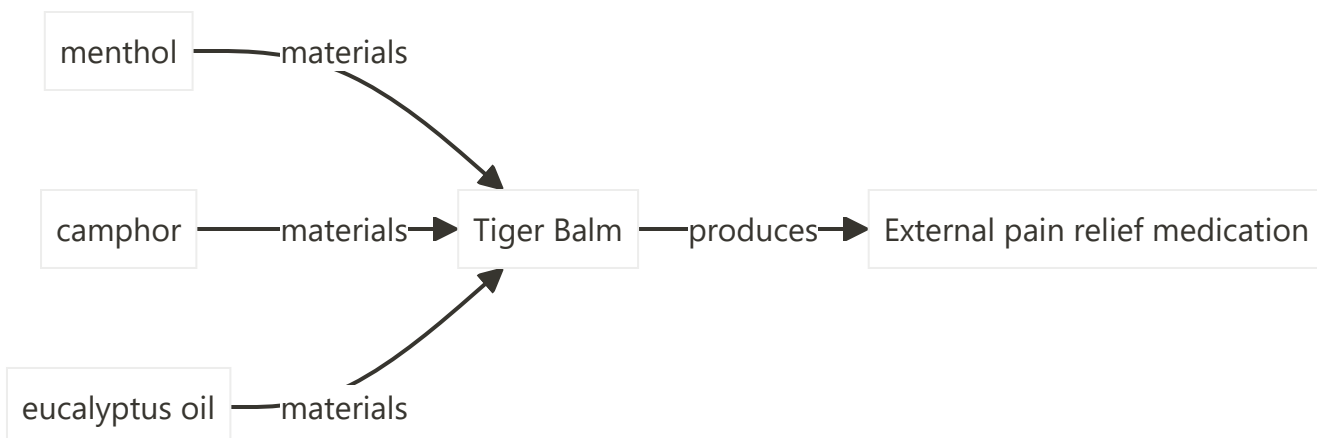 menthol
materials
camphor
materials
Tiger Balm
produces
External pain relief medication
eucalyptus oil
materials